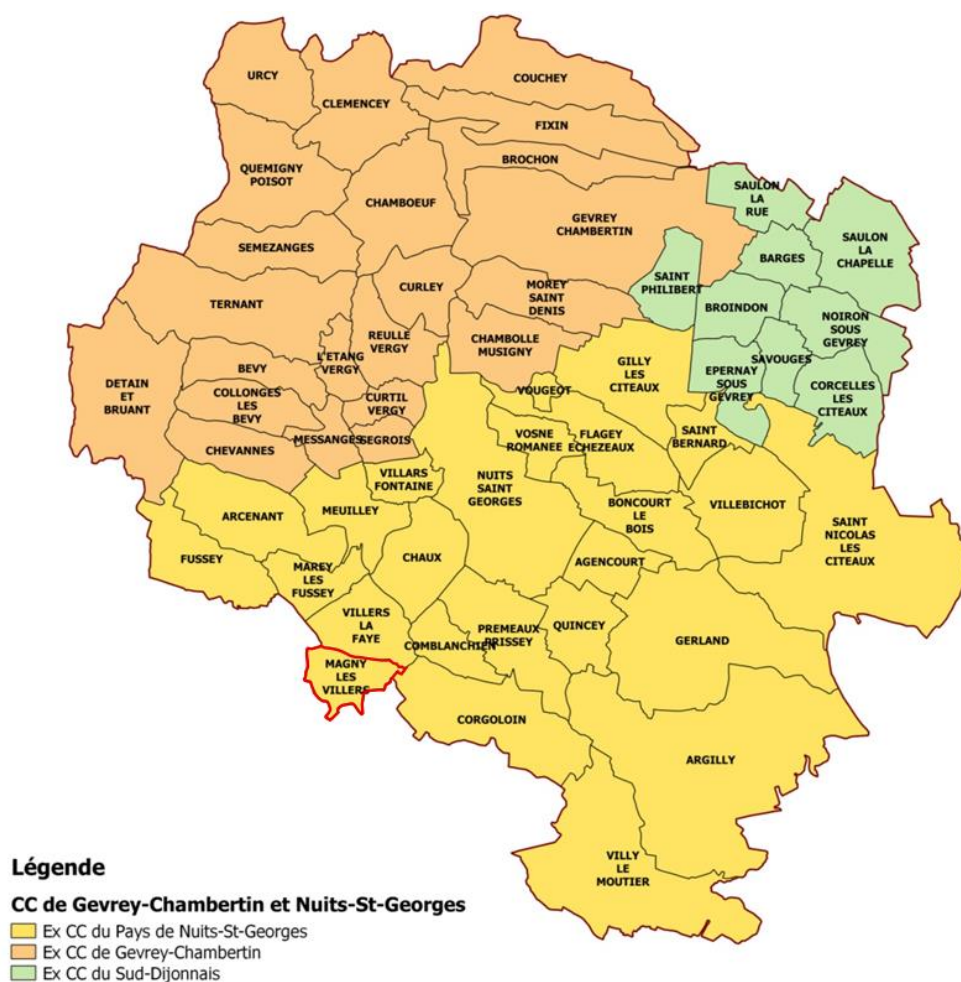 URCY
CLEMENCEY
COUCHEY
FIXIN
BROCHON
QUEMIGNY
POISOT
CHAMBOEUF
GEVREY
CHAMBERTIN
SAULON
LA
RUE
SAULON
LA
CHAPELLE
SEMEZANGES
BARGES
SAINT
PHILIBERT
CURLEY
MOREY
SAINT
DENIS
BROINDON
NOIRON
SOUS
GEVREY
TERNANT
REULLE
VERGY
CHAMBOLLE
MUSIGNY
L'ETANG
VERGY
GILLY
LES
CITEAUX
SAVOUGES
EPERNAY
SOUS
GEVREY
CORCELLES
LES
CITEAUX
DETAIN
ET
BRUANT
BEVY
COLLONGES
LES
BEVY
CURTIL
VERGY
VOUGEOT
CHEVANNES
MESSANGES
SEGROIS
VOSNE
ROMANEE
FLAGEY
ECHEZEAUX
SAINT
BERNARD
VILLARS
FONTAINE
NUITS
SAINT
GEORGES
ARCENANT
MEUILLEY
BONCOURT
LE
BOIS
VILLEBICHOT
SAINT
NICOLAS
LES
CITEAUX
FUSSEY
CHAUX
AGENCOURT
MAREY
LES
FUSSEY
VILLERS
LA
FAYE
COMBLANCHIEN
PREMEAUX
PRISSEY
QUINCEY
GERLAND
MAGNY
LES
VILLERS
CORGOLOIN
ARGILLY
VILLY
LE
MOUTIER
Légende
CC de Gevrey-Chambertin et Nuits-St-Georges
Ex CC du Pays de Nuits-St-Georges
Ex CC de Gevrey-Chambertin
Ex CC du Sud-Dijonnais